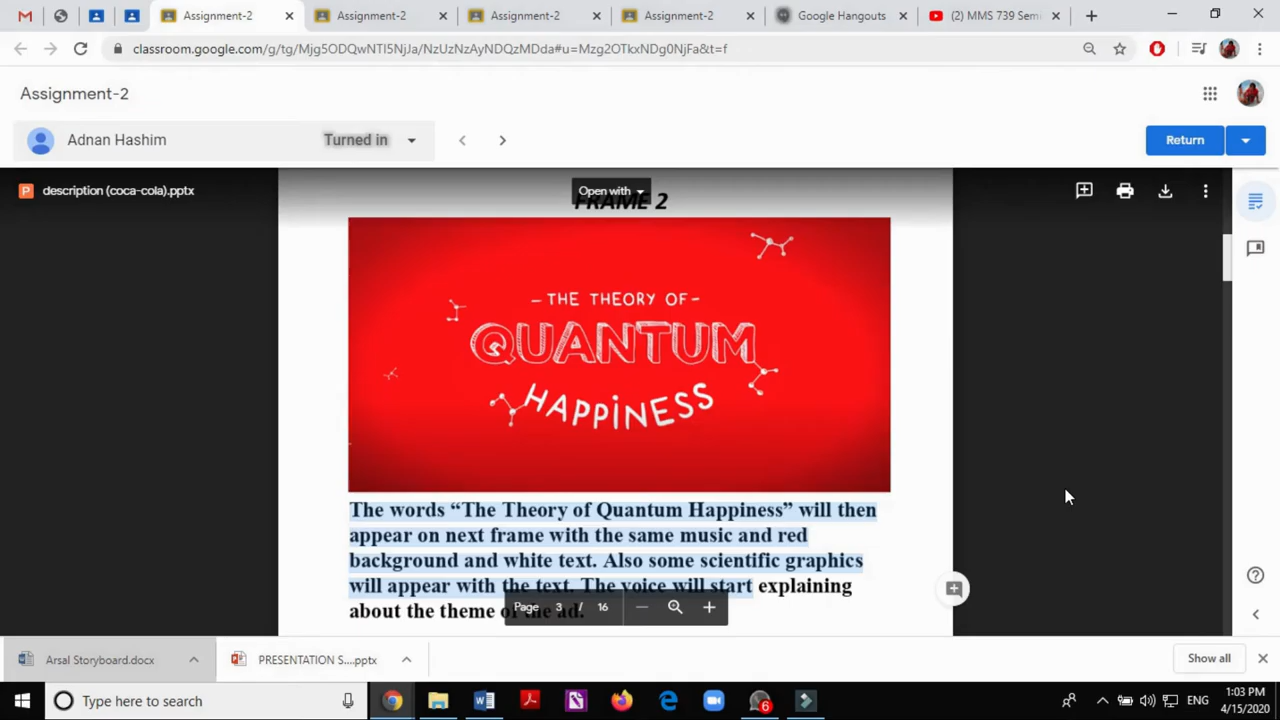 Assignment-2
Assignment-2
Assignment-2
Assignment-2
Google Hangouts
(2) MMS 739 Semi
classroom.google.com/g/tg/Mjg5ODQwNTI5NjJa/NzUzNzAyNDQzMDda#u=Mzg2OTkxNDg0NjFa&t=f
Assignment-2
Adnan Hashim
Turned in
Return
description (coca-cola).pptx
Open with
FRAME 2
– THE THEORY OF –
QUANTUM
HAPPINESS
The words “The Theory of Quantum Happiness” will then
appear on next frame with the same music and red
background and white text. Also some scientific graphics
will appear with the text. The voice will start explaining
about the theme of the ad.
Page 3 / 16
Arsal Storyboard.docx
PRESENTATION S....pptx
Show all
Type here to search
6
ENG
1:03 PM
4/15/2020